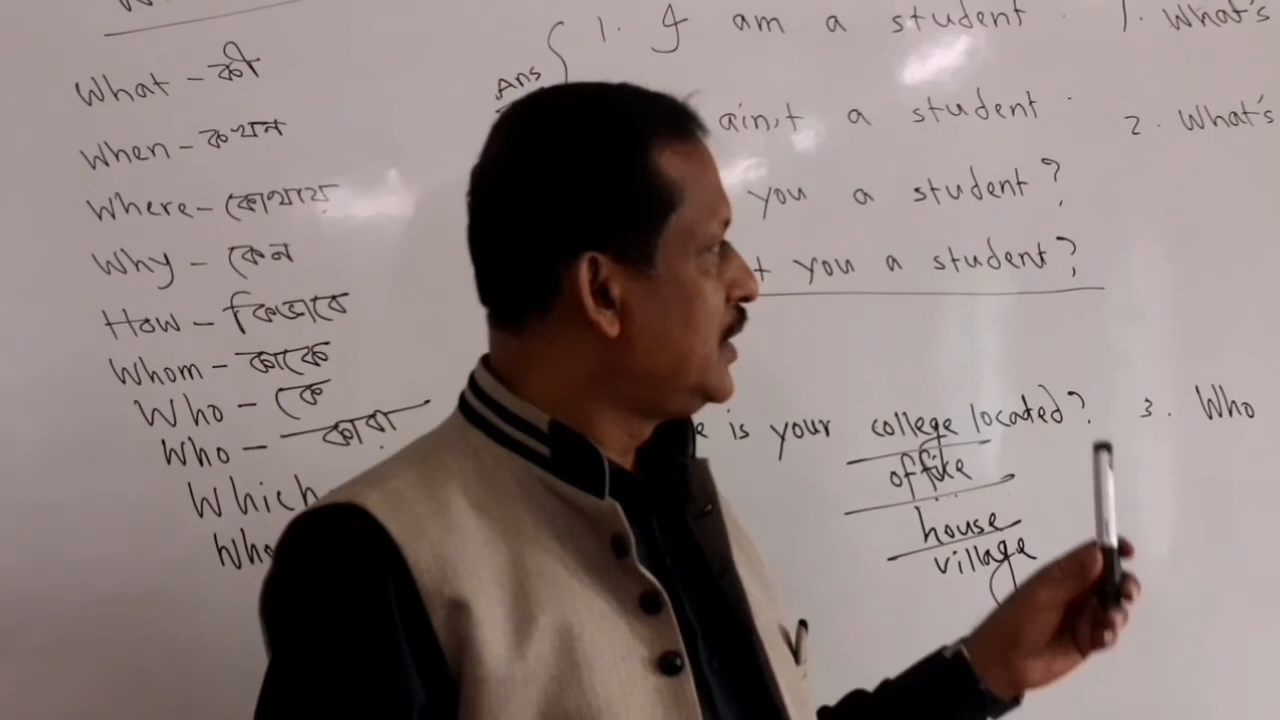 What - কী
When - কখন
Where - কোথায়
Why - কেন
How - কিভাবে
Whom - কাকে
Who - কে
Who - কারা
Which
Ans
1. I am a student.
ain't a student.
you a student?
t you a student?
e is your college located?
office
house
village
1. What's
2. What's
3. Who